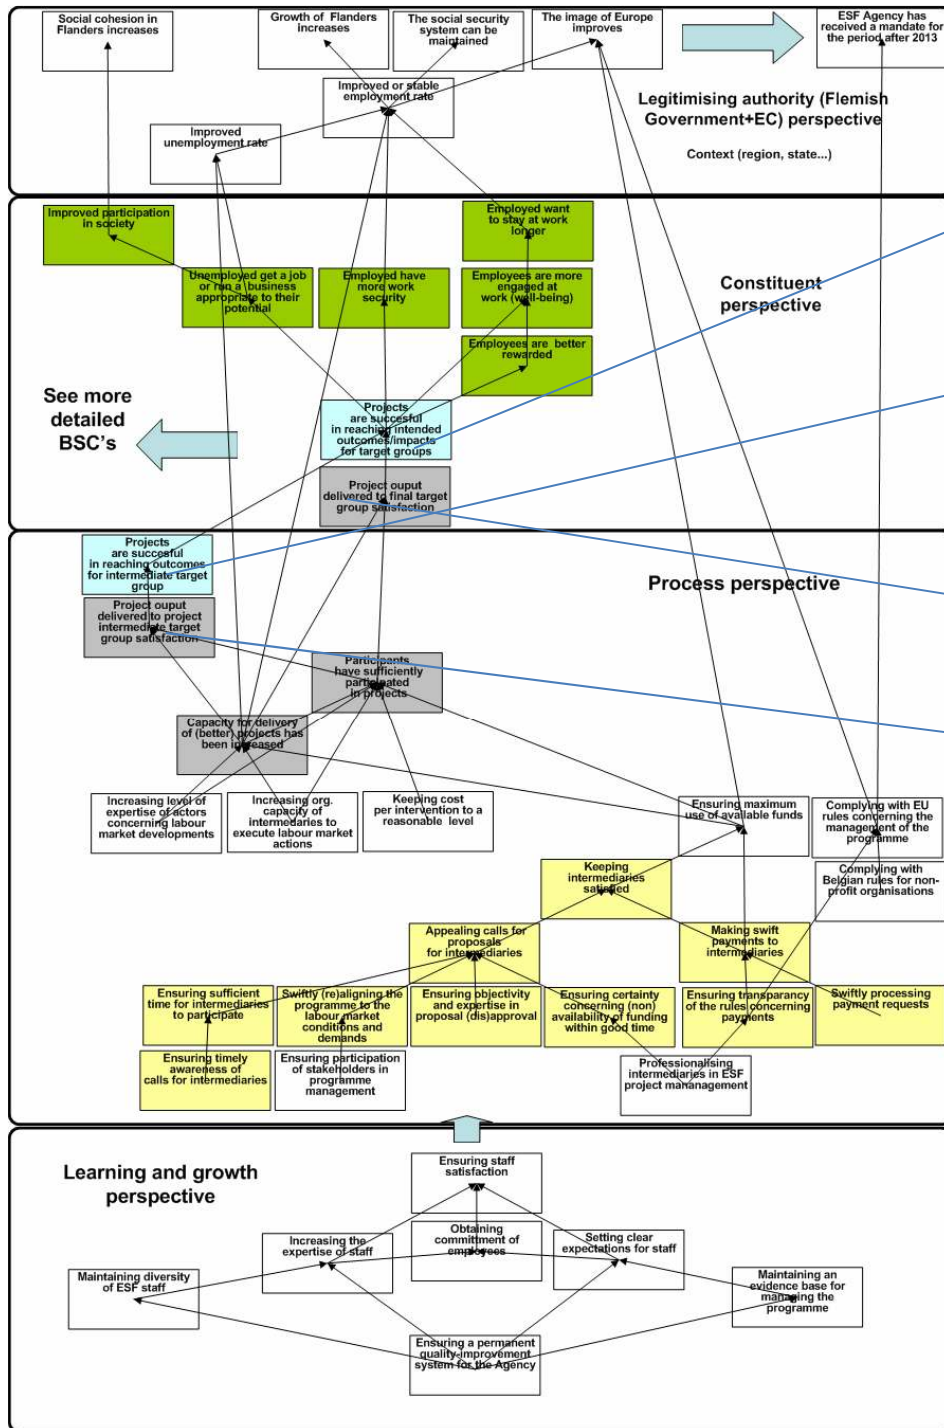 Social cohesion in
Flanders increases
Growth of Flanders
increases
The social security
system can be
maintained
The image of Europe
improves
ESF Agency has
received a mandate for
the period after 2013
Improved or stable
employment rate
Improved
unemployment rate
Legitimising authority (Flemish
Government+EC) perspective
Context (region, state...)
Improved participation
in society
Employed want
to stay at work
longer
Unemployed get a job
or run a business
appropriate to their
potential
Employed have
more work
security
Employees are more
engaged at
work (well-being)
Constituent
perspective
Employees are better
rewarded
See more
detailed
BSC's
Projects
are succesful
in reaching intended
outcomes/impacts
for target groups
Project ouput
delivered to final target
group satisfaction
Projects
are succesful
in reaching outcomes
for intermediate target
group
Process perspective
Project ouput
delivered to project
intermediate target
group satisfaction
Participants
have sufficiently
participated
in projects
Capacity for delivery
of (better) projects has
been increased
Increasing level of
expertise of actors
concerning labour
market developments
Increasing org.
capacity of
intermedaries to
execute labour market
actions
Keeping cost
per intervention to a
reasonable level
Ensuring maximum
use of available funds
Complying with EU
rules concerning the
management of the
programme
Keeping
intermediaries
satisfied
Complying with
Belgian rules for non-
profit organisations
Appealing calls for
proposals
for intermediaries
Making swift
payments to
intermediaries
Ensuring sufficient
time for intermediaries
to participate
Swiftly (re)aligning the
programme to the
labour market
conditions and
demands
Ensuring objectivity
and expertise in
proposal (dis)approval
Ensuring certainty
concerning (non)
availability of funding
within good time
Ensuring transparancy
of the rules concerning
payments
Swiftly processing
payment requests
Ensuring timely
awareness of
calls for intermediaries
Ensuring participation
of stakeholders in
programme
management
Professionalising
intermediaries in ESF
project mananagement
Learning and growth
perspective
Ensuring staff
satisfaction
Increasing the
expertise of staff
Obtaining
committment of
employees
Setting clear
expectations for staff
Maintaining diversity
of ESF staff
Maintaining an
evidence base for
managing the
programme
Ensuring a permanent
quality-improvement
system for the Agency